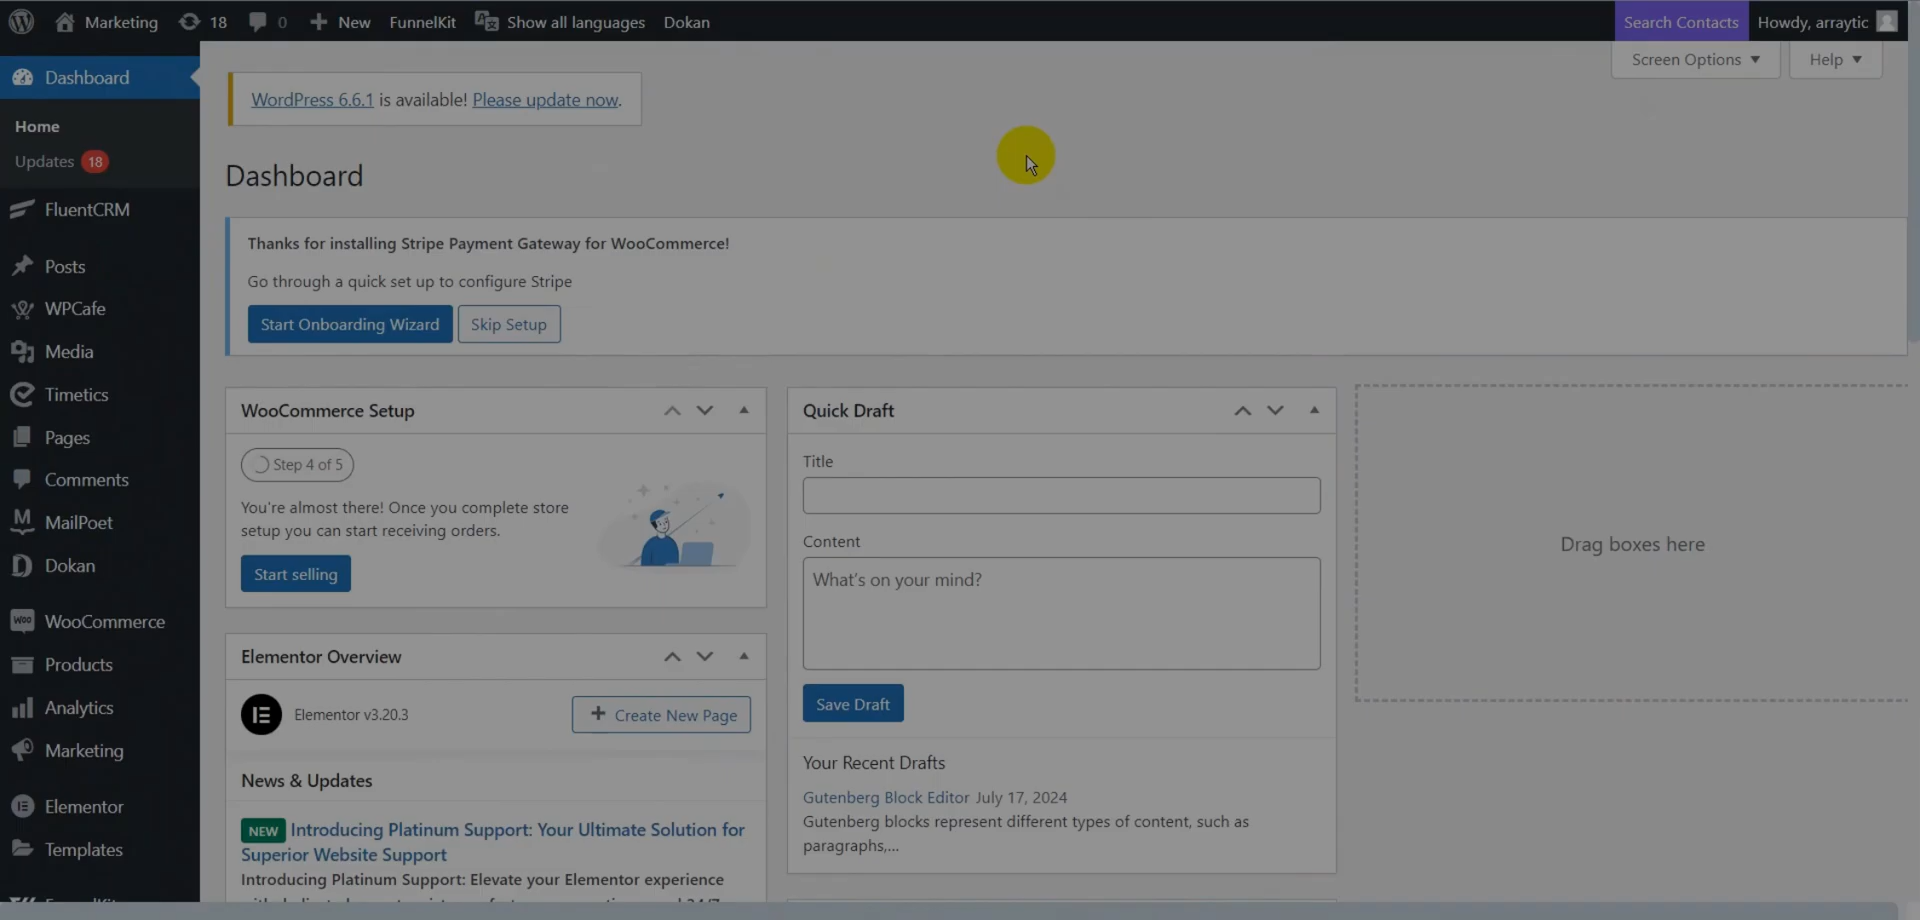 Marketing 18 0 New FunnelKit Show all languages Dokan Search Contacts Howdy, arraytic
Screen Options Help
Dashboard
Home
Updates 18
FluentCRM
Posts
WPCafe
Media
Timetics
Pages
Comments
MailPoet
Dokan
WooCommerce
Products
Analytics
Marketing
Elementor
Templates
WordPress 6.6.1 is available! Please update now.
Dashboard
Thanks for installing Stripe Payment Gateway for WooCommerce!
Go through a quick set up to configure Stripe
Start Onboarding Wizard Skip Setup
WooCommerce Setup
Step 4 of 5
You're almost there! Once you complete store
setup you can start receiving orders.
Start selling
Elementor Overview
Elementor v3.20.3 Create New Page
News & Updates
NEW Introducing Platinum Support: Your Ultimate Solution for
Superior Website Support
Introducing Platinum Support: Elevate your Elementor experience
Quick Draft
Title
Content
What's on your mind?
Save Draft
Your Recent Drafts
Gutenberg Block Editor July 17, 2024
Gutenberg blocks represent different types of content, such as
paragraphs,...
Drag boxes here